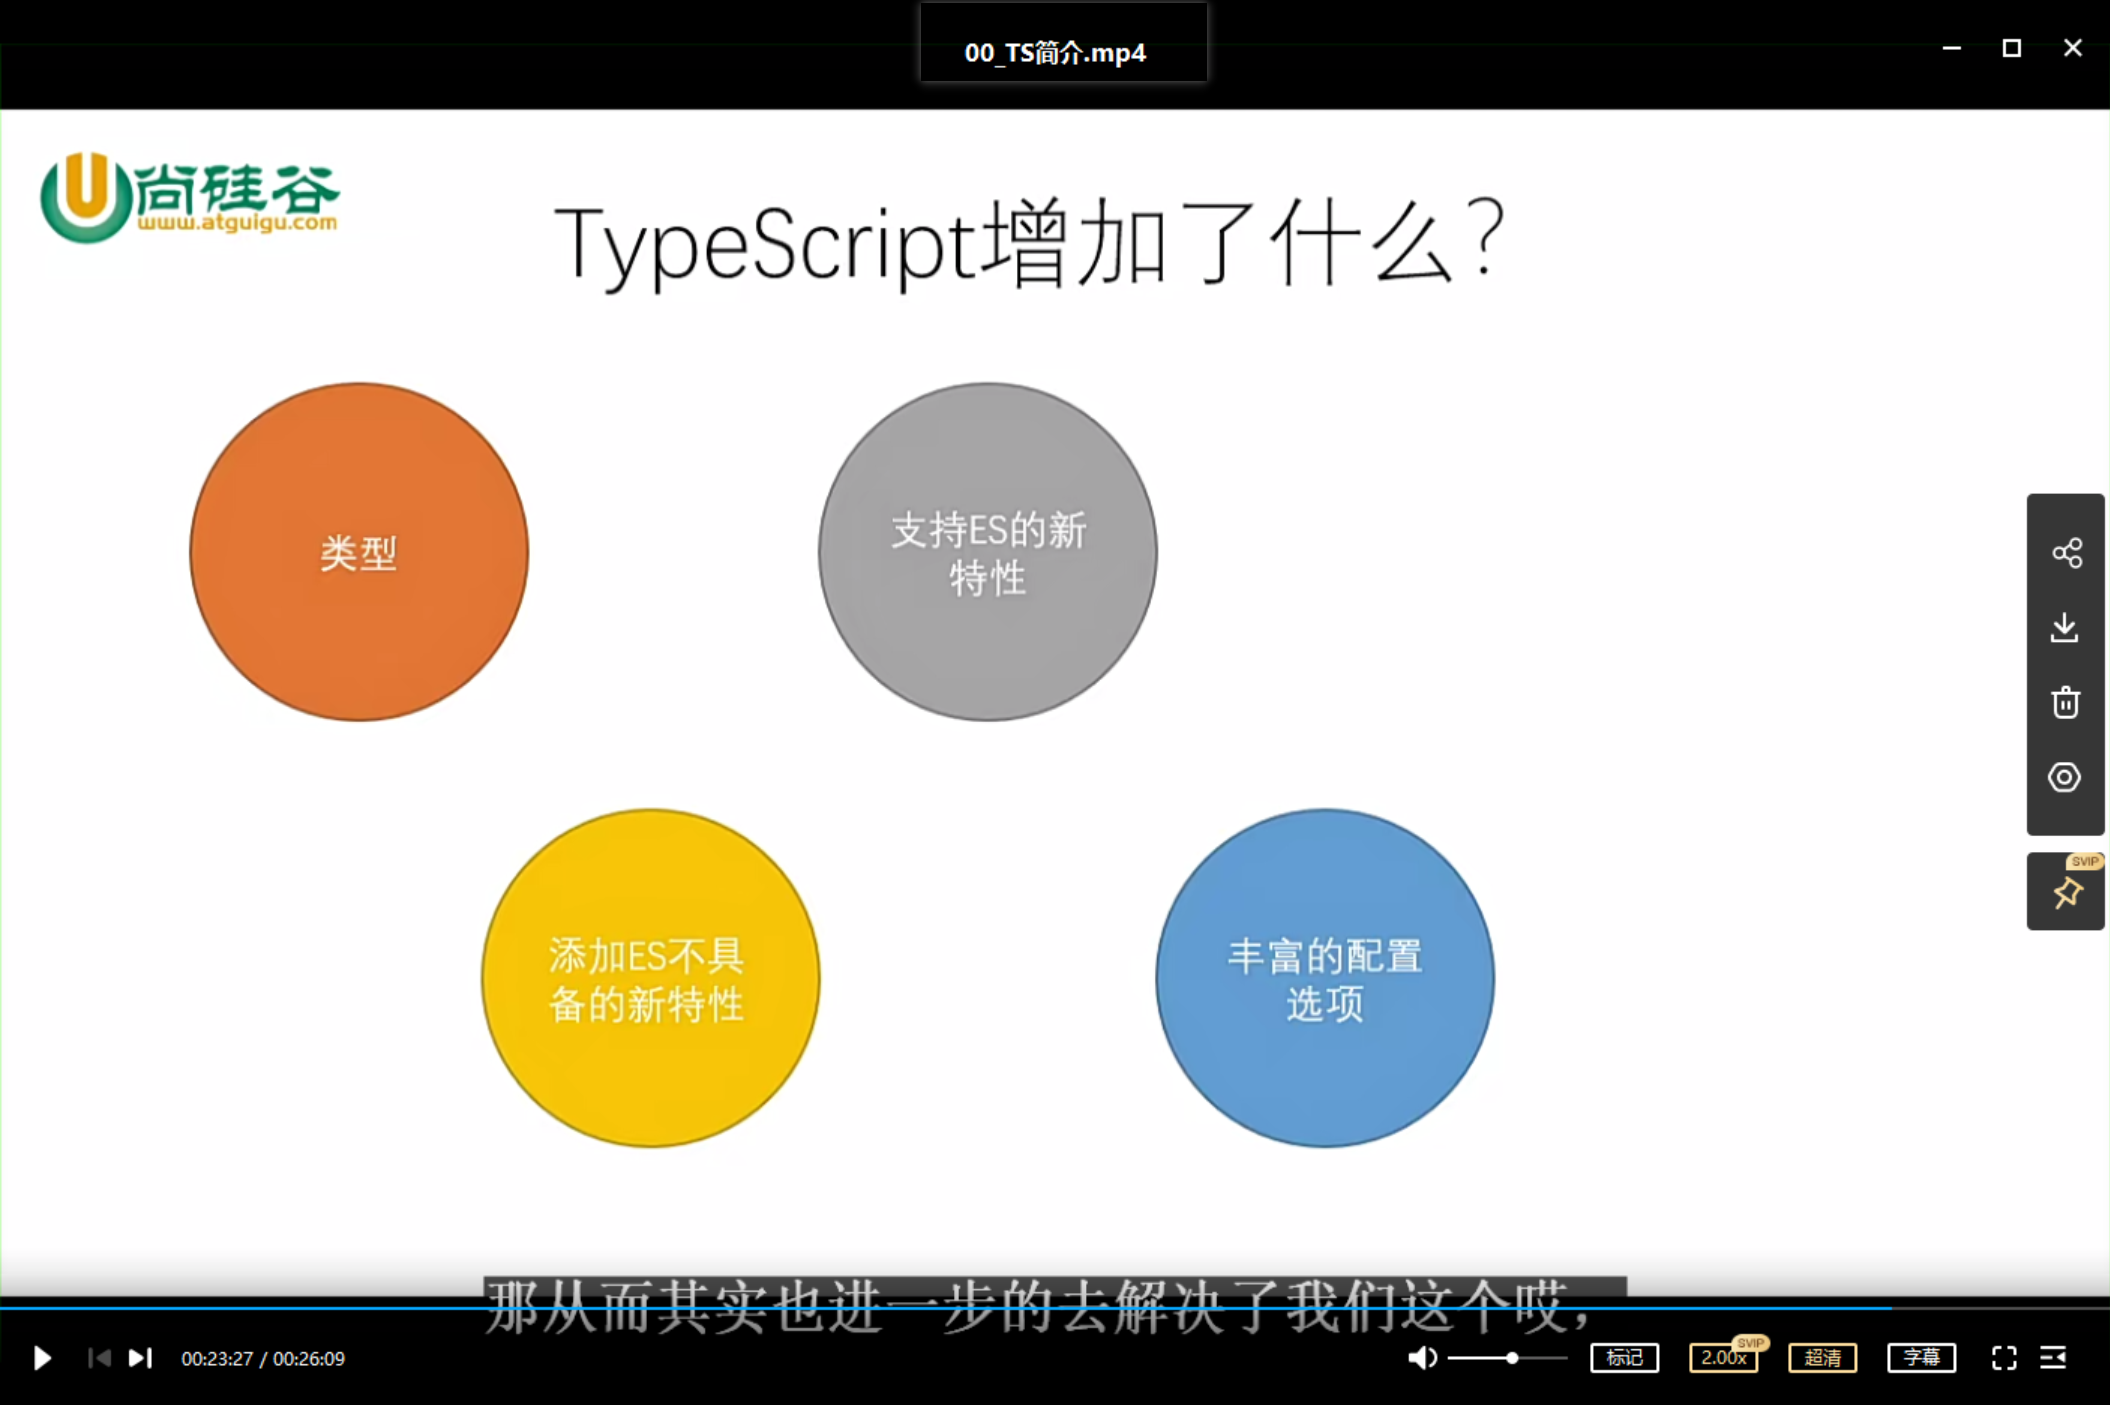 00_TS简介.mp4
尚硅谷
www.atguigu.com
TypeScript增加了什么?
类型
支持ES的新
特性
添加ES不具
备的新特性
丰富的配置
选项
SVIP
那从而其实也进一步的去解决了我们这个哎，
00:23:27 / 00:26:09
标记
2.00x
SVIP
超清
字幕